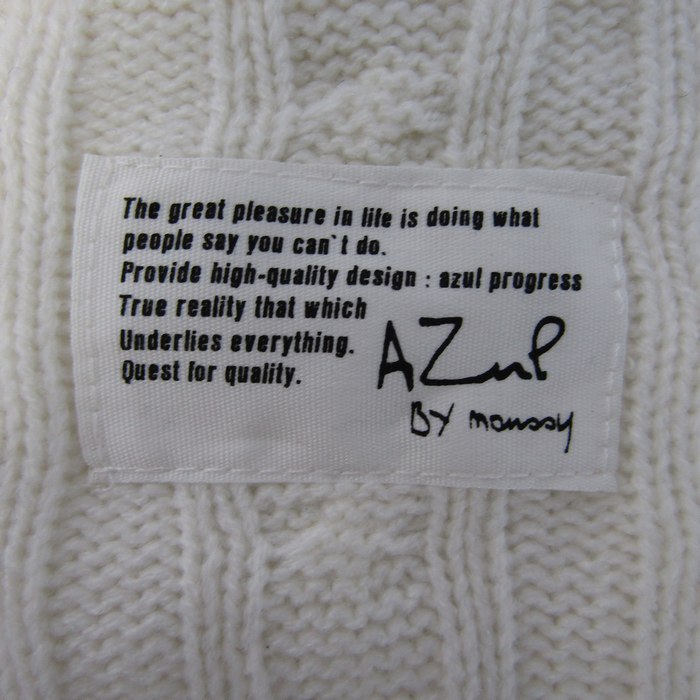 The great pleasure in life is doing what
people say you can`t do.
Provide high-quality design : azul progress
True reality that which
Underlies everything.
Quest for quality.
AZUL
BY moussy